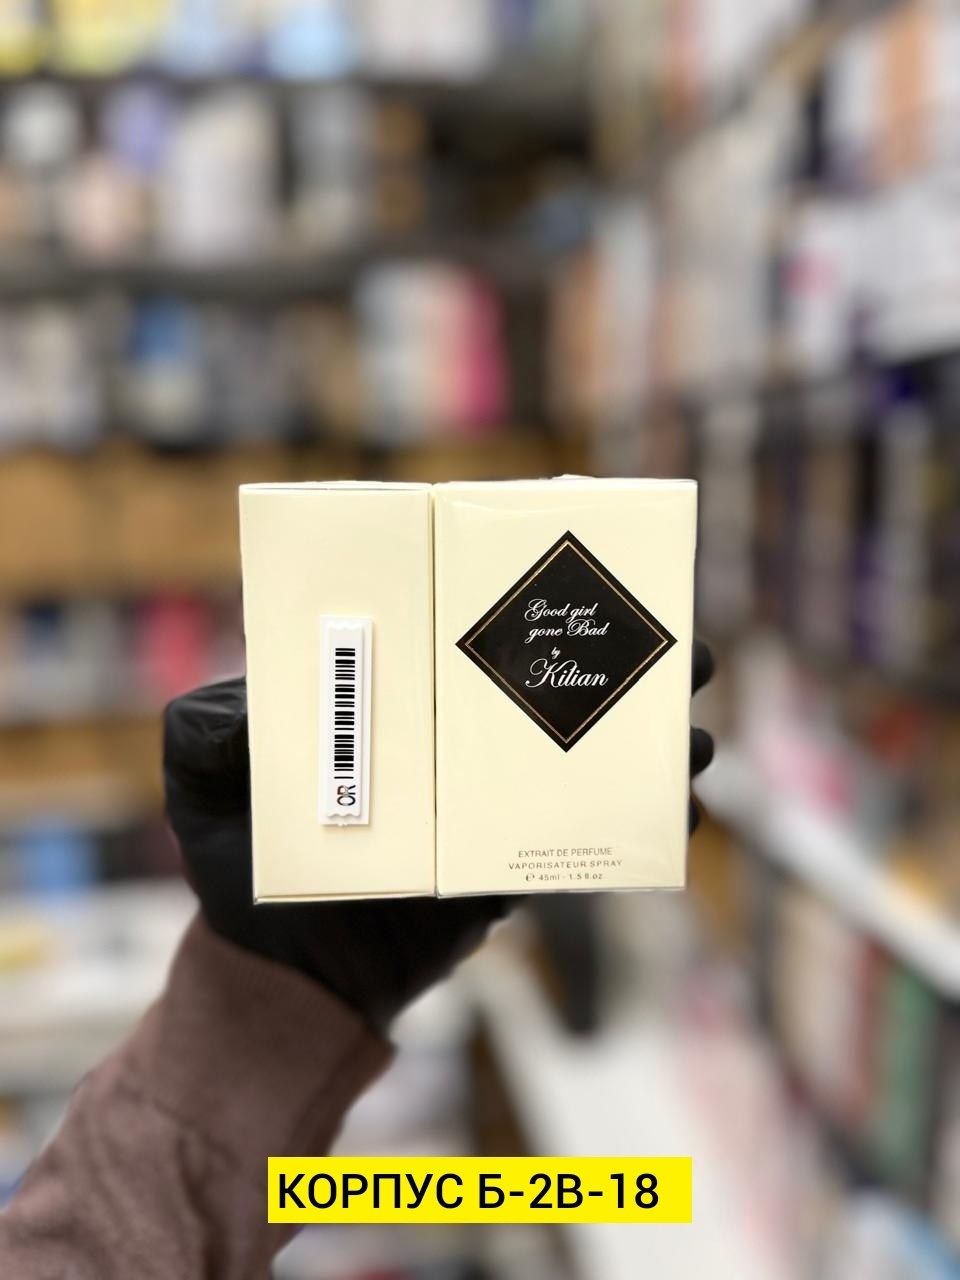 Good girl
gone Bad
by
Kilian
OR
EXTRAIT DE PERFUME
VAPORISATEUR SPRAY
℮ 45ml - 1.5 fl.oz
КОРПУС Б-2В-18